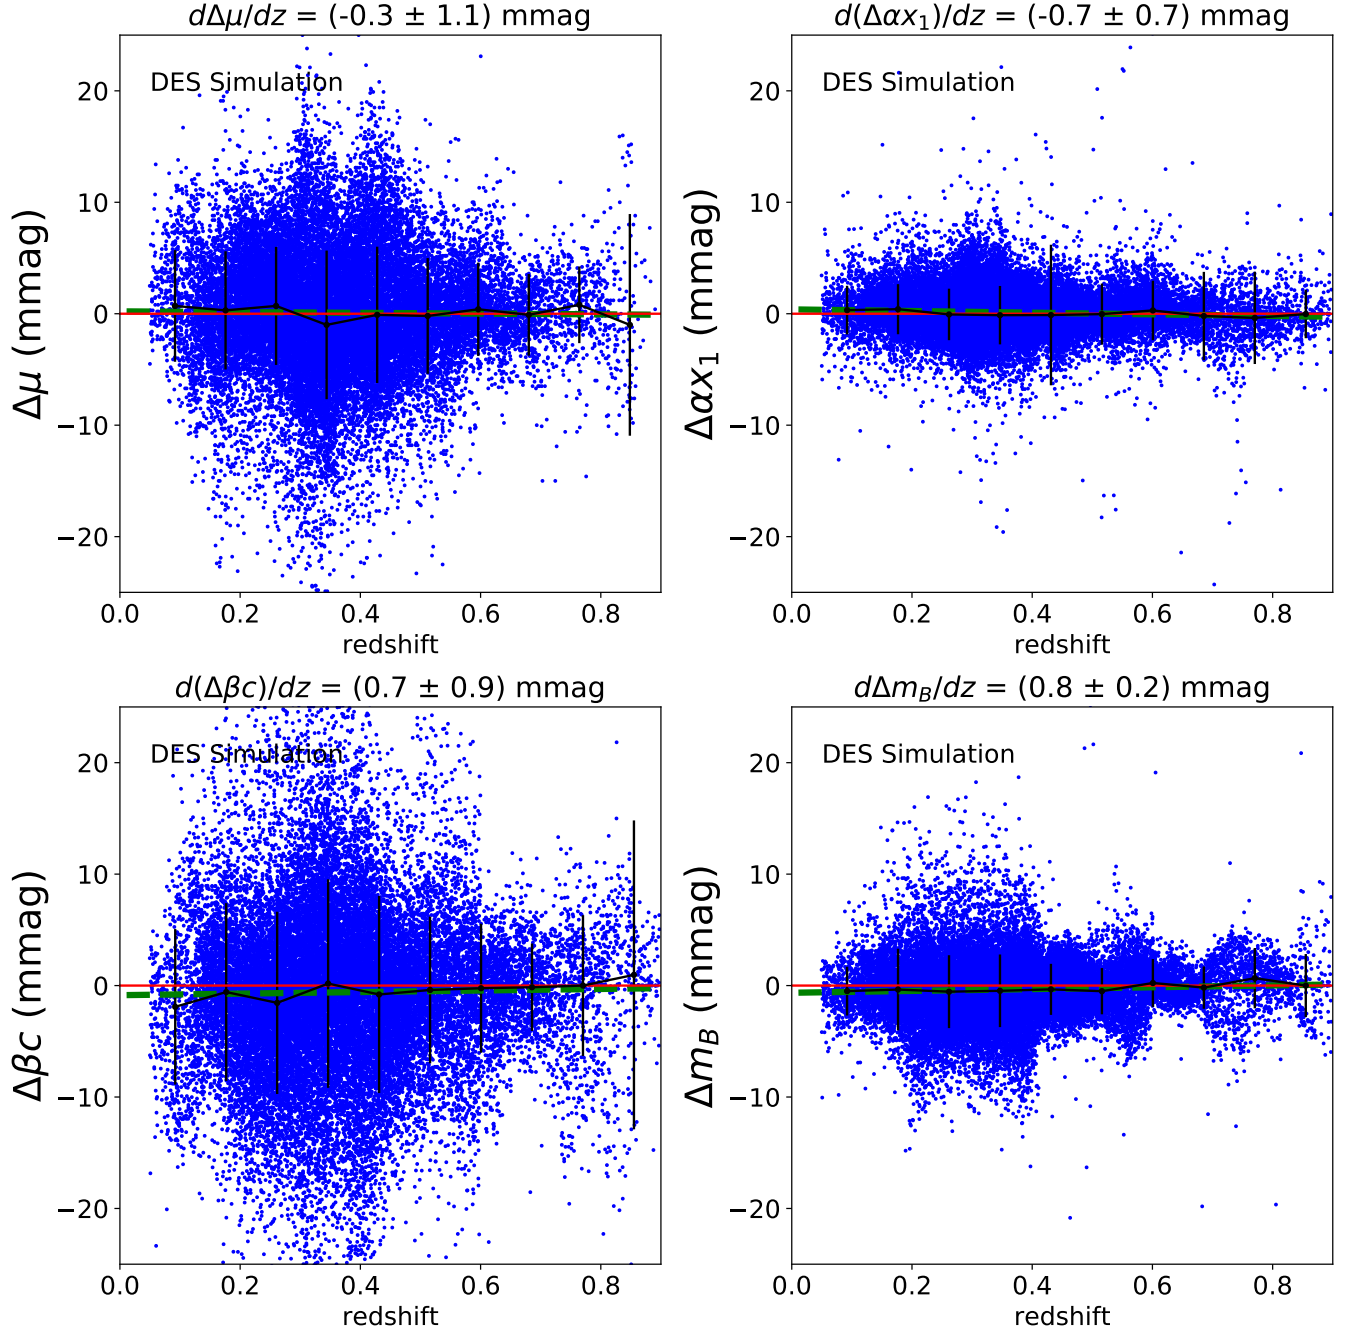 dΔμ/dz = (-0.3 ± 1.1) mmag
DES Simulation
20
10
0
−10
−20
Δμ (mmag)
0.0 0.2 0.4 0.6 0.8
redshift
d(Δαx₁)/dz = (-0.7 ± 0.7) mmag
DES Simulation
20
10
0
−10
−20
Δαx₁ (mmag)
0.0 0.2 0.4 0.6 0.8
redshift
d(Δβc)/dz = (0.7 ± 0.9) mmag
DES Simulation
20
10
0
−10
−20
Δβc (mmag)
0.0 0.2 0.4 0.6 0.8
redshift
dΔm_B/dz = (0.8 ± 0.2) mmag
DES Simulation
20
10
0
−10
−20
Δm_B (mmag)
0.0 0.2 0.4 0.6 0.8
redshift